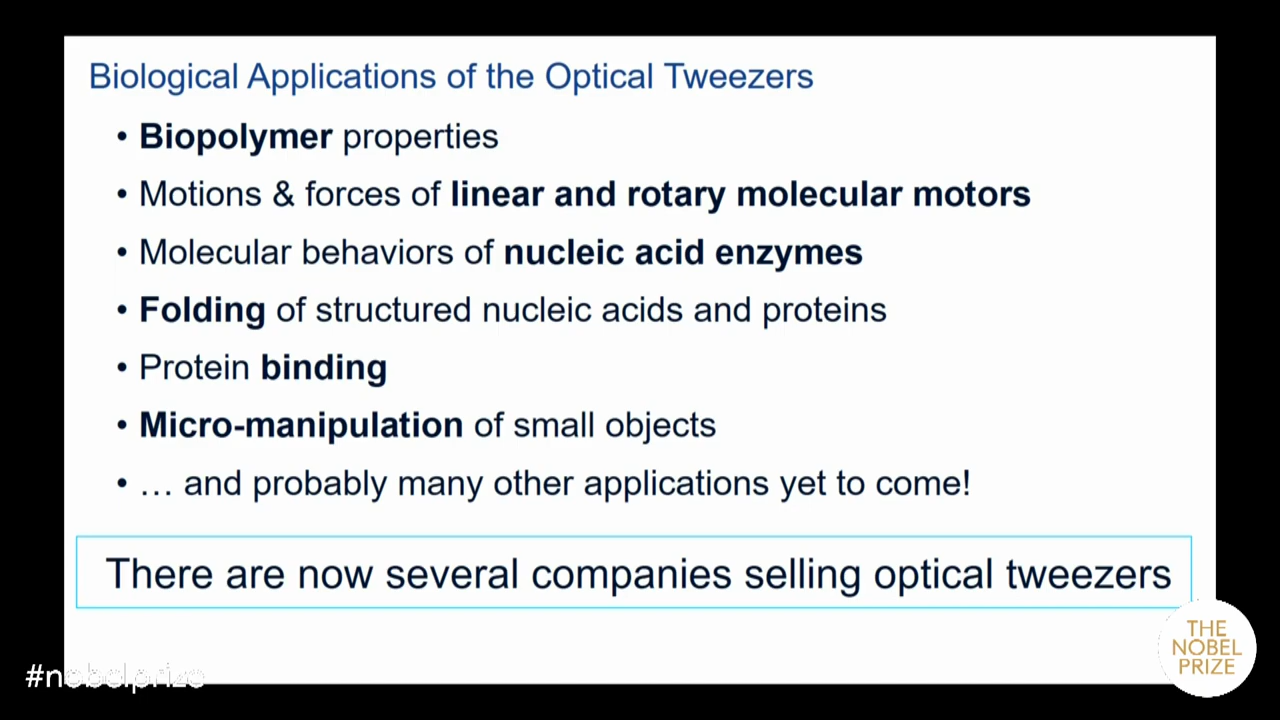 Biological Applications of the Optical Tweezers
• Biopolymer properties
• Motions & forces of linear and rotary molecular motors
• Molecular behaviors of nucleic acid enzymes
• Folding of structured nucleic acids and proteins
• Protein binding
• Micro-manipulation of small objects
• … and probably many other applications yet to come!
There are now several companies selling optical tweezers
THE
NOBEL
PRIZE
#nobelprize